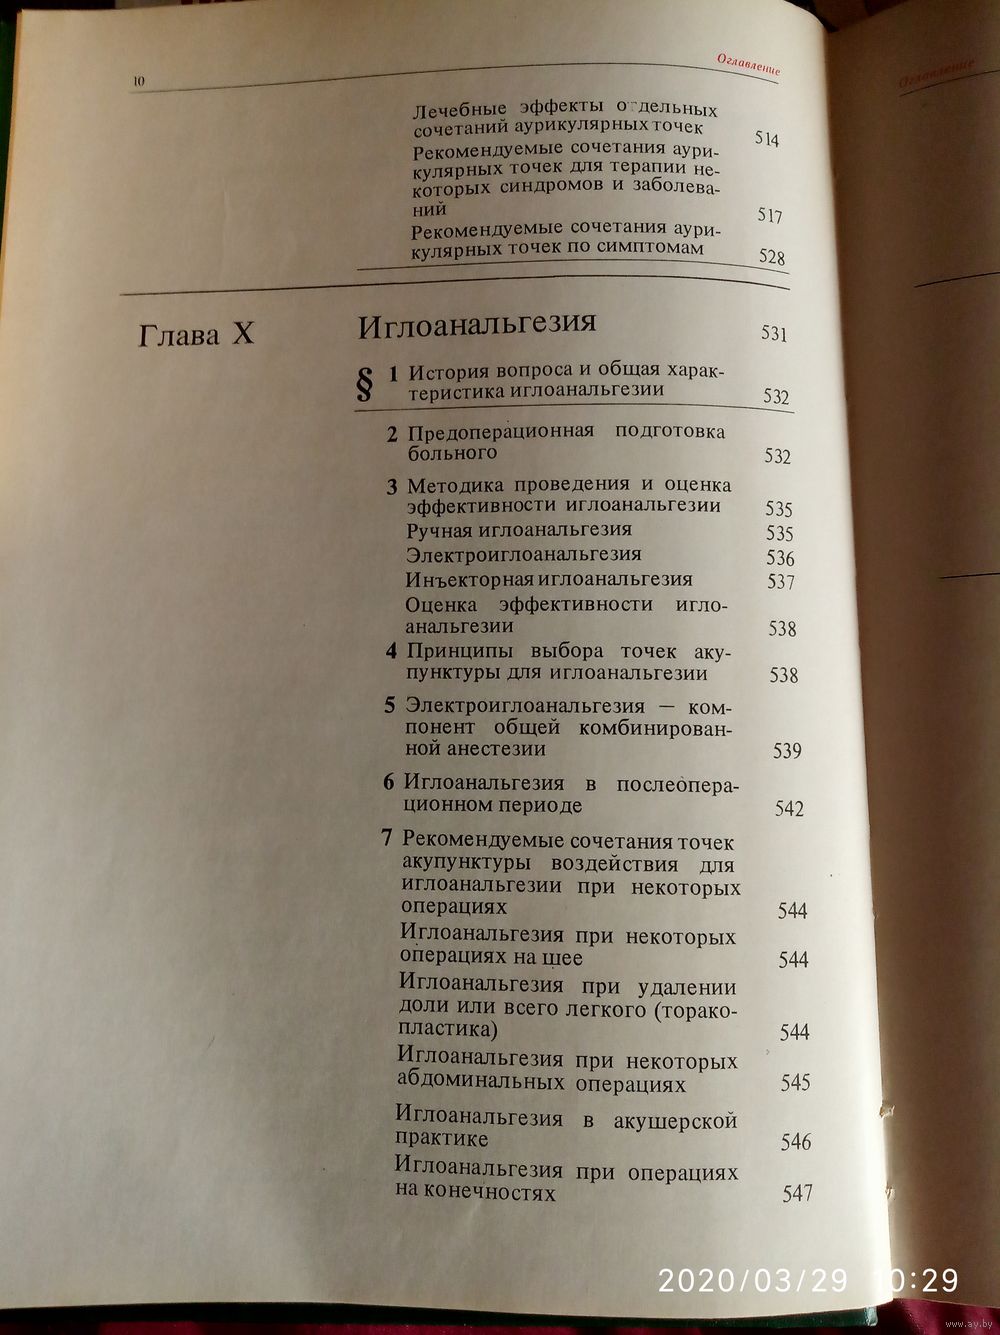 10
Оглавление
Лечебные эффекты отдельных
сочетаний аурикулярных точек 514
Рекомендуемые сочетания аури-
кулярных точек для терапии не-
которых синдромов и заболева-
ний 517
Рекомендуемые сочетания аури-
кулярных точек по симптомам 528
Глава X Иглоанальгезия 531
§ 1 История вопроса и общая харак-
теристика иглоанальгезии 532
2 Предоперационная подготовка
больного 532
3 Методика проведения и оценка
эффективности иглоанальгезии 535
Ручная иглоанальгезия 535
Электроиглоанальгезия 536
Инъекторная иглоанальгезия 537
Оценка эффективности игло-
анальгезии 538
4 Принципы выбора точек аку-
пунктуры для иглоанальгезии 538
5 Электроиглоанальгезия — ком-
понент общей комбинирован-
ной анестезии 539
6 Иглоанальгезия в послеопера-
ционном периоде 542
7 Рекомендуемые сочетания точек
акупунктуры воздействия для
иглоанальгезии при некоторых
операциях 544
Иглоанальгезия при некоторых
операциях на шее 544
Иглоанальгезия при удалении
доли или всего легкого (торако-
пластика) 544
Иглоанальгезия при некоторых
абдоминальных операциях 545
Иглоанальгезия в акушерской
практике 546
Иглоанальгезия при операциях
на конечностях 547
Оглавление
2020/03/29 10:29
www.ay.by